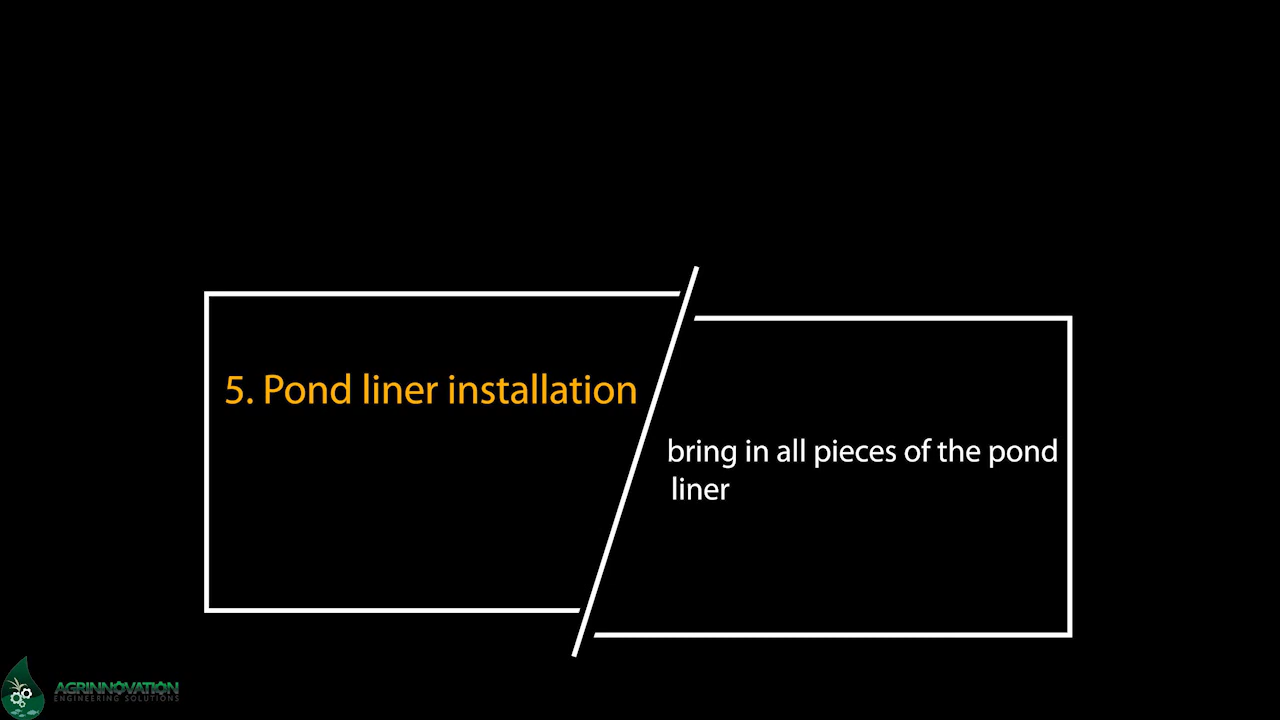 5. Pond liner installation
bring in all pieces of the pond
liner
AGRINNOVATION
ENGINEERING SOLUTIONS